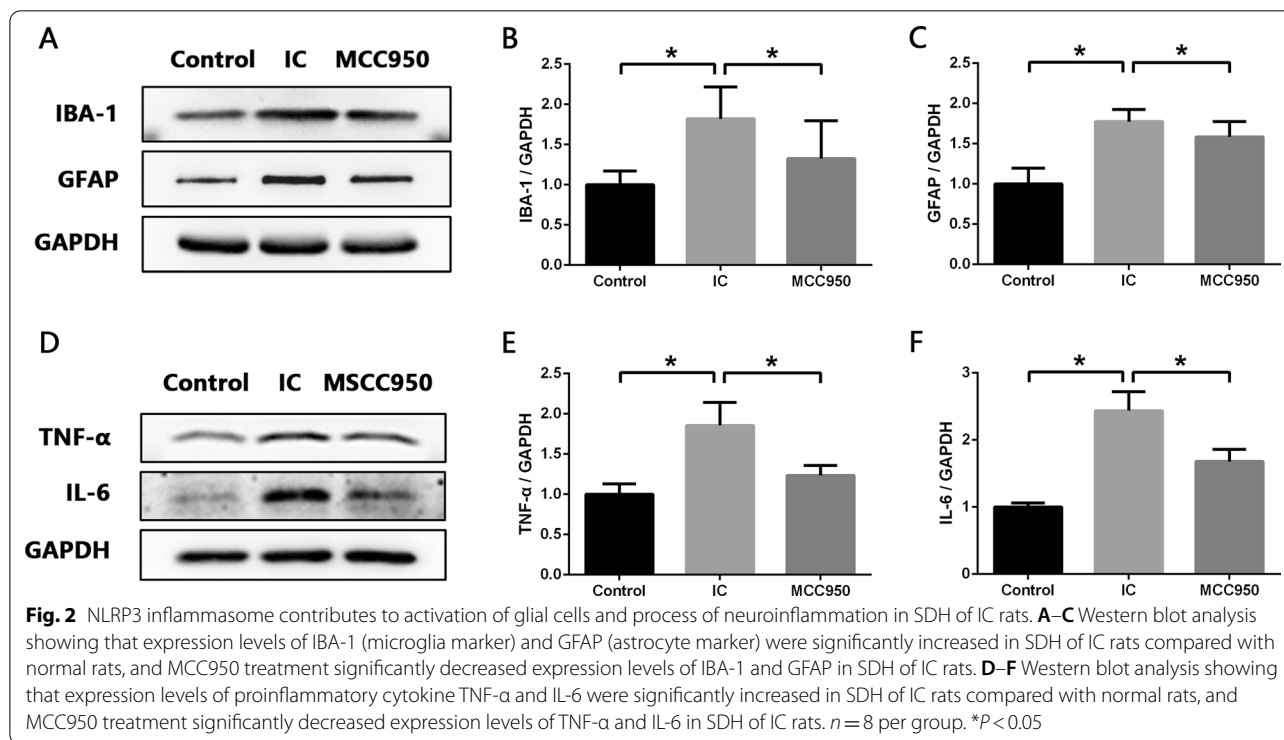 A
Control IC MCC950
IBA-1
GFAP
GAPDH
B
* *
IBA-1 / GAPDH
2.5
2.0
1.5
1.0
0.5
0.0
Control IC MCC950
C
* *
GFAP / GAPDH
2.5
2.0
1.5
1.0
0.5
0.0
Control IC MCC950
D
Control IC MSCC950
TNF-α
IL-6
GAPDH
E
* *
TNF-α / GAPDH
2.5
2.0
1.5
1.0
0.5
0.0
Control IC MCC950
F
* *
IL-6 / GAPDH
3
2
1
0
Control IC MCC950
Fig. 2 NLRP3 inflammasome contributes to activation of glial cells and process of neuroinflammation in SDH of IC rats. A–C Western blot analysis
showing that expression levels of IBA-1 (microglia marker) and GFAP (astrocyte marker) were significantly increased in SDH of IC rats compared with
normal rats, and MCC950 treatment significantly decreased expression levels of IBA-1 and GFAP in SDH of IC rats. D–F Western blot analysis showing
that expression levels of proinflammatory cytokine TNF-α and IL-6 were significantly increased in SDH of IC rats compared with normal rats, and
MCC950 treatment significantly decreased expression levels of TNF-α and IL-6 in SDH of IC rats. n = 8 per group. *P < 0.05